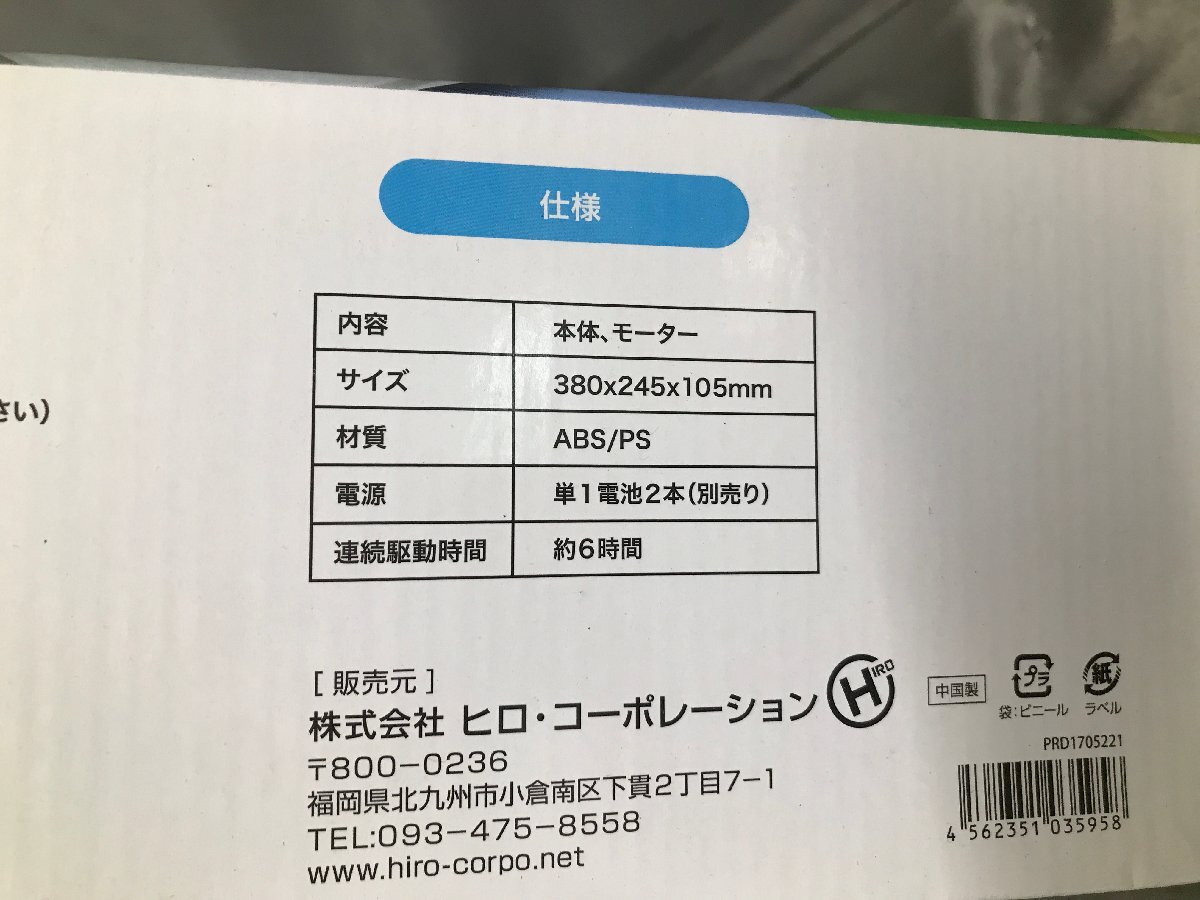 仕様
内容 本体、モーター
サイズ 380x245x105mm
さい）
材質 ABS/PS
電源 単1電池2本(別売り)
連続駆動時間 約6時間
[ 販売元 ]
株式会社 ヒロ・コーポレーション
H IRO
中国製
プラ
紙
袋：ビニール ラベル
〒800-0236
PRD1705221
福岡県北九州市小倉南区下貫2丁目7-1
TEL:093-475-8558
4 562351 035958
www.hiro-corpo.net